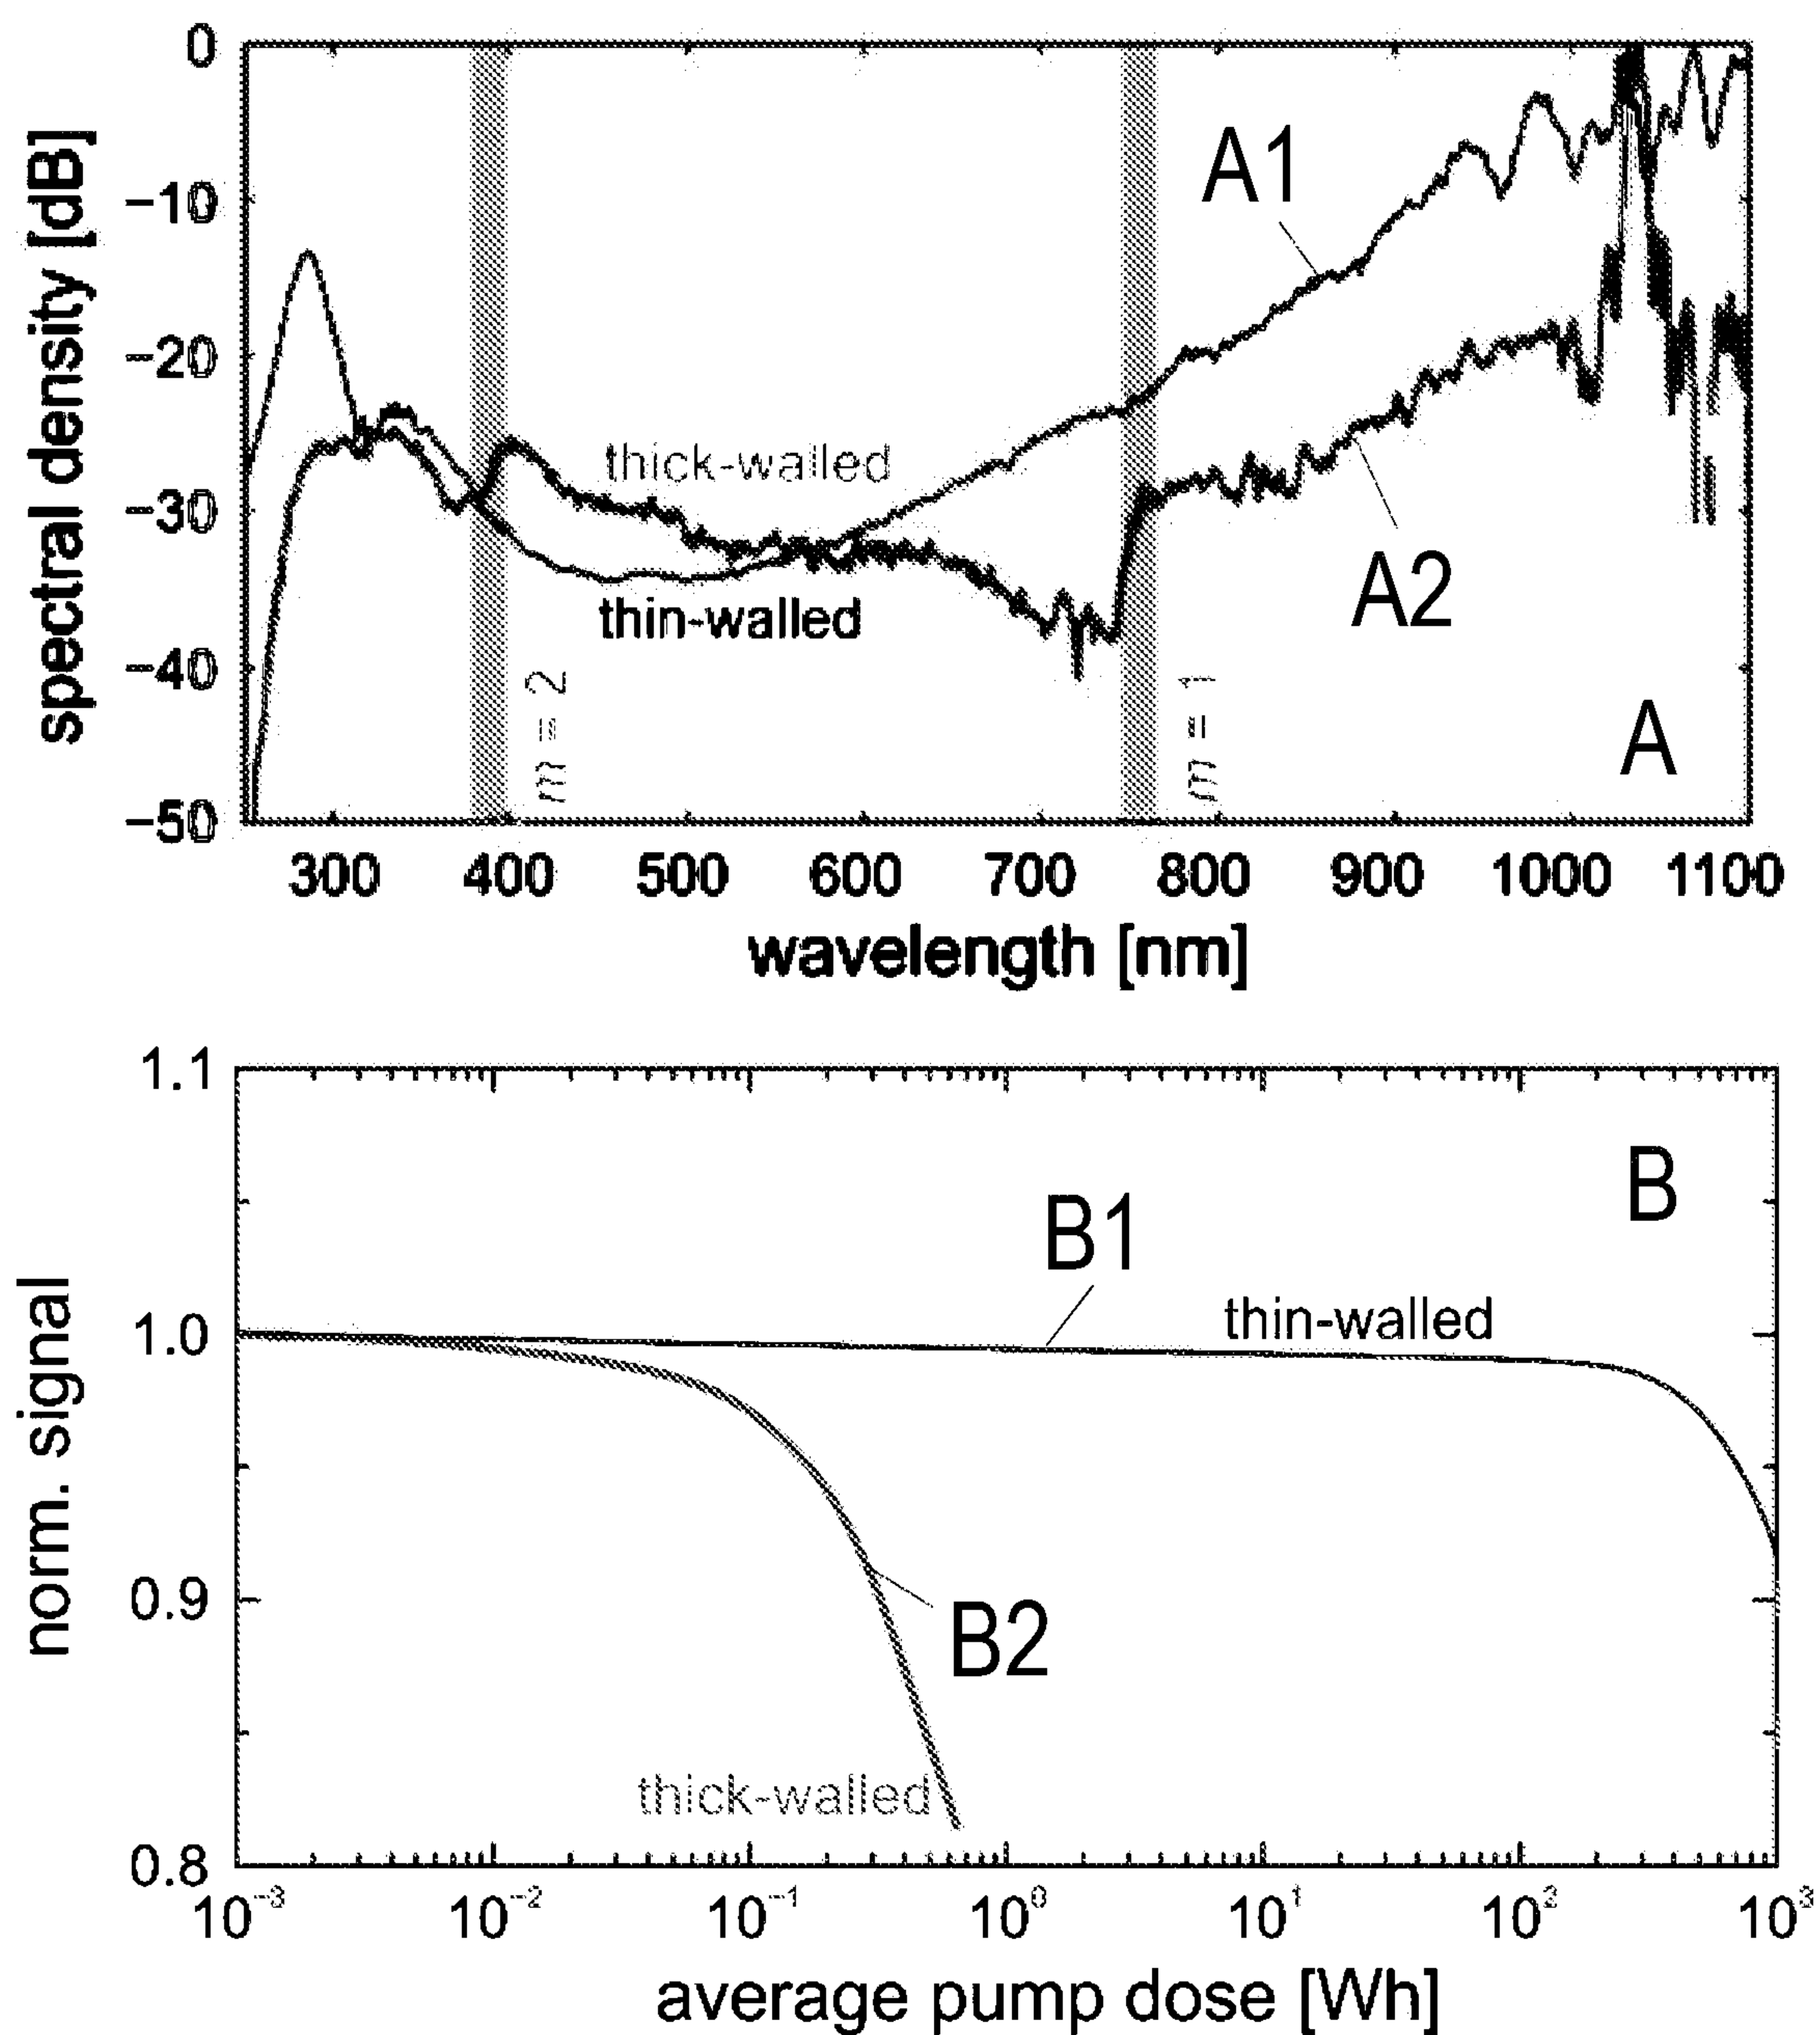 spectral density [dB]
0
−10
−20
−30
−40
−50
A1
thick-walled
thin-walled
A2
m = 2
m = 1
A
300 400 500 600 700 800 900 1000 1100
wavelength [nm]
norm. signal
1.1
1.0
0.9
0.8
B
B1
thin-walled
B2
thick-walled
10⁻³ 10⁻² 10⁻¹ 10⁰ 10¹ 10² 10³
average pump dose [Wh]